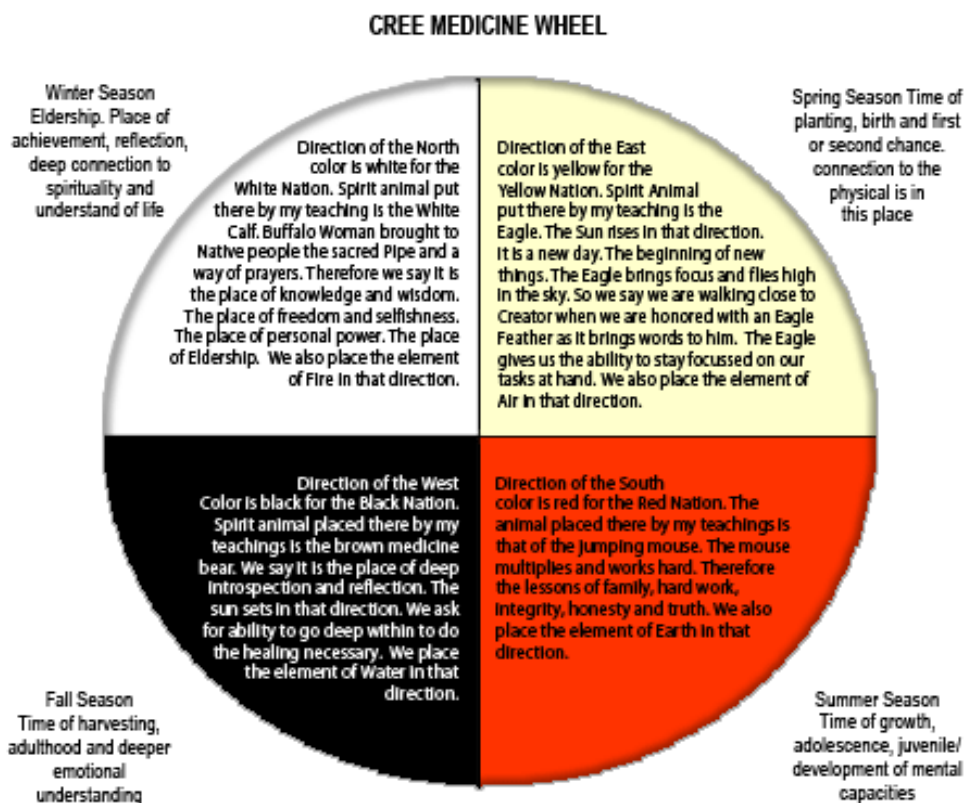 CREE MEDICINE WHEEL
Winter Season
Eldership. Place of
achievement, reflection,
deep connection to
spirituality and
understand of life
Direction of the North
color is white for the
White Nation. Spirit animal put
there by my teaching is the White
Calf. Buffalo Woman brought to
Native people the sacred Pipe and a
way of prayers. Therefore we say it is
the place of knowledge and wisdom.
The place of freedom and selfishness.
The place of personal power. The place
of Eldership. We also place the element
of Fire in that direction.
Direction of the East
color is yellow for the
Yellow Nation. Spirit Animal
put there by my teaching is the
Eagle. The Sun rises in that direction.
It is a new day. The beginning of new
things. The Eagle brings focus and flies high
in the sky. So we say we are walking close to
Creator when we are honored with an Eagle
Feather as it brings words to him. The Eagle
gives us the ability to stay focussed on our
tasks at hand. We also place the element of
Air in that direction.
Spring Season Time of
planting, birth and first
or second chance.
connection to the
physical is in
this place
Direction of the West
Color is black for the Black Nation.
Spirit animal placed there by my
teachings is the brown medicine
bear. We say it is the place of deep
introspection and reflection. The
sun sets in that direction. We ask
for ability to go deep within to do
the healing necessary. We place
the element of Water in that
direction.
Direction of the South
color is red for the Red Nation. The
animal placed there by my teachings is
that of the jumping mouse. The mouse
multiplies and works hard. Therefore
the lessons of family, hard work,
integrity, honesty and truth. We also
place the element of Earth in that
direction.
Fall Season
Time of harvesting,
adulthood and deeper
emotional
understanding
Summer Season
Time of growth,
adolescence, juvenile/
development of mental
capacities